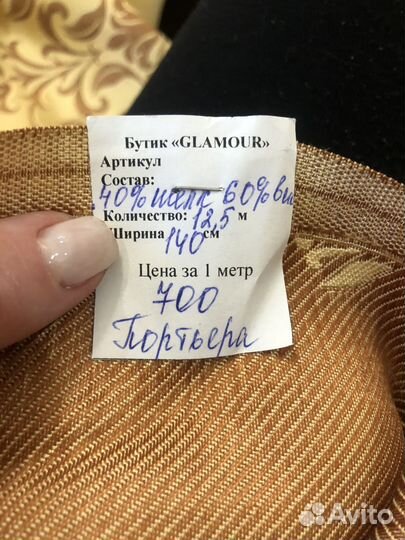 Бутик «GLAMOUR»
Артикул
Состав:
40% шелк 60% вис
Количество: 12,5 м
Ширина 140 см
Цена за 1 метр
700
Портьера
Avito